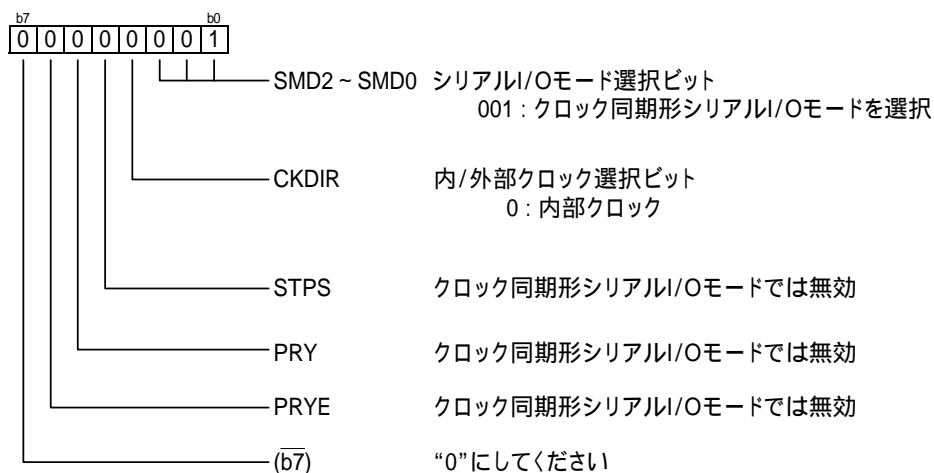 b7 b0
0 0 0 0 0 0 0 1
SMD2 ~ SMD0 シリアルI/Oモード選択ビット
001 : クロック同期形シリアルI/Oモードを選択
CKDIR 内/外部クロック選択ビット
0 : 内部クロック
STPS クロック同期形シリアルI/Oモードでは無効
PRY クロック同期形シリアルI/Oモードでは無効
PRYE クロック同期形シリアルI/Oモードでは無効
(b7) “0”にしてください